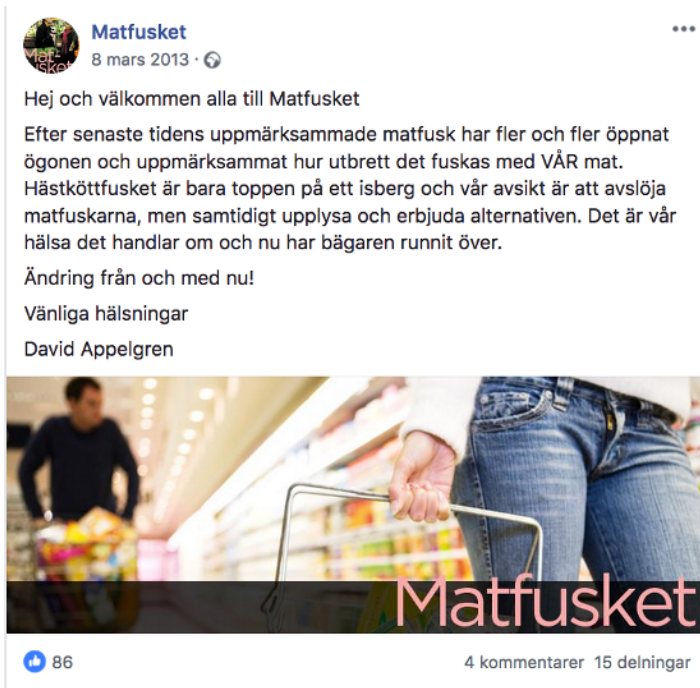 Matfusket
8 mars 2013 ·
Mat-
fusket
Hej och välkommen alla till Matfusket
Efter senaste tidens uppmärksammade matfusk har fler och fler öppnat
ögonen och uppmärksammat hur utbrett det fuskas med VÅR mat.
Hästköttfusket är bara toppen på ett isberg och vår avsikt är att avslöja
matfuskarna, men samtidigt upplysa och erbjuda alternativen. Det är vår
hälsa det handlar om och nu har bägaren runnit över.
Ändring från och med nu!
Vänliga hälsningar
David Appelgren
Matfusket
86
4 kommentarer 15 delningar